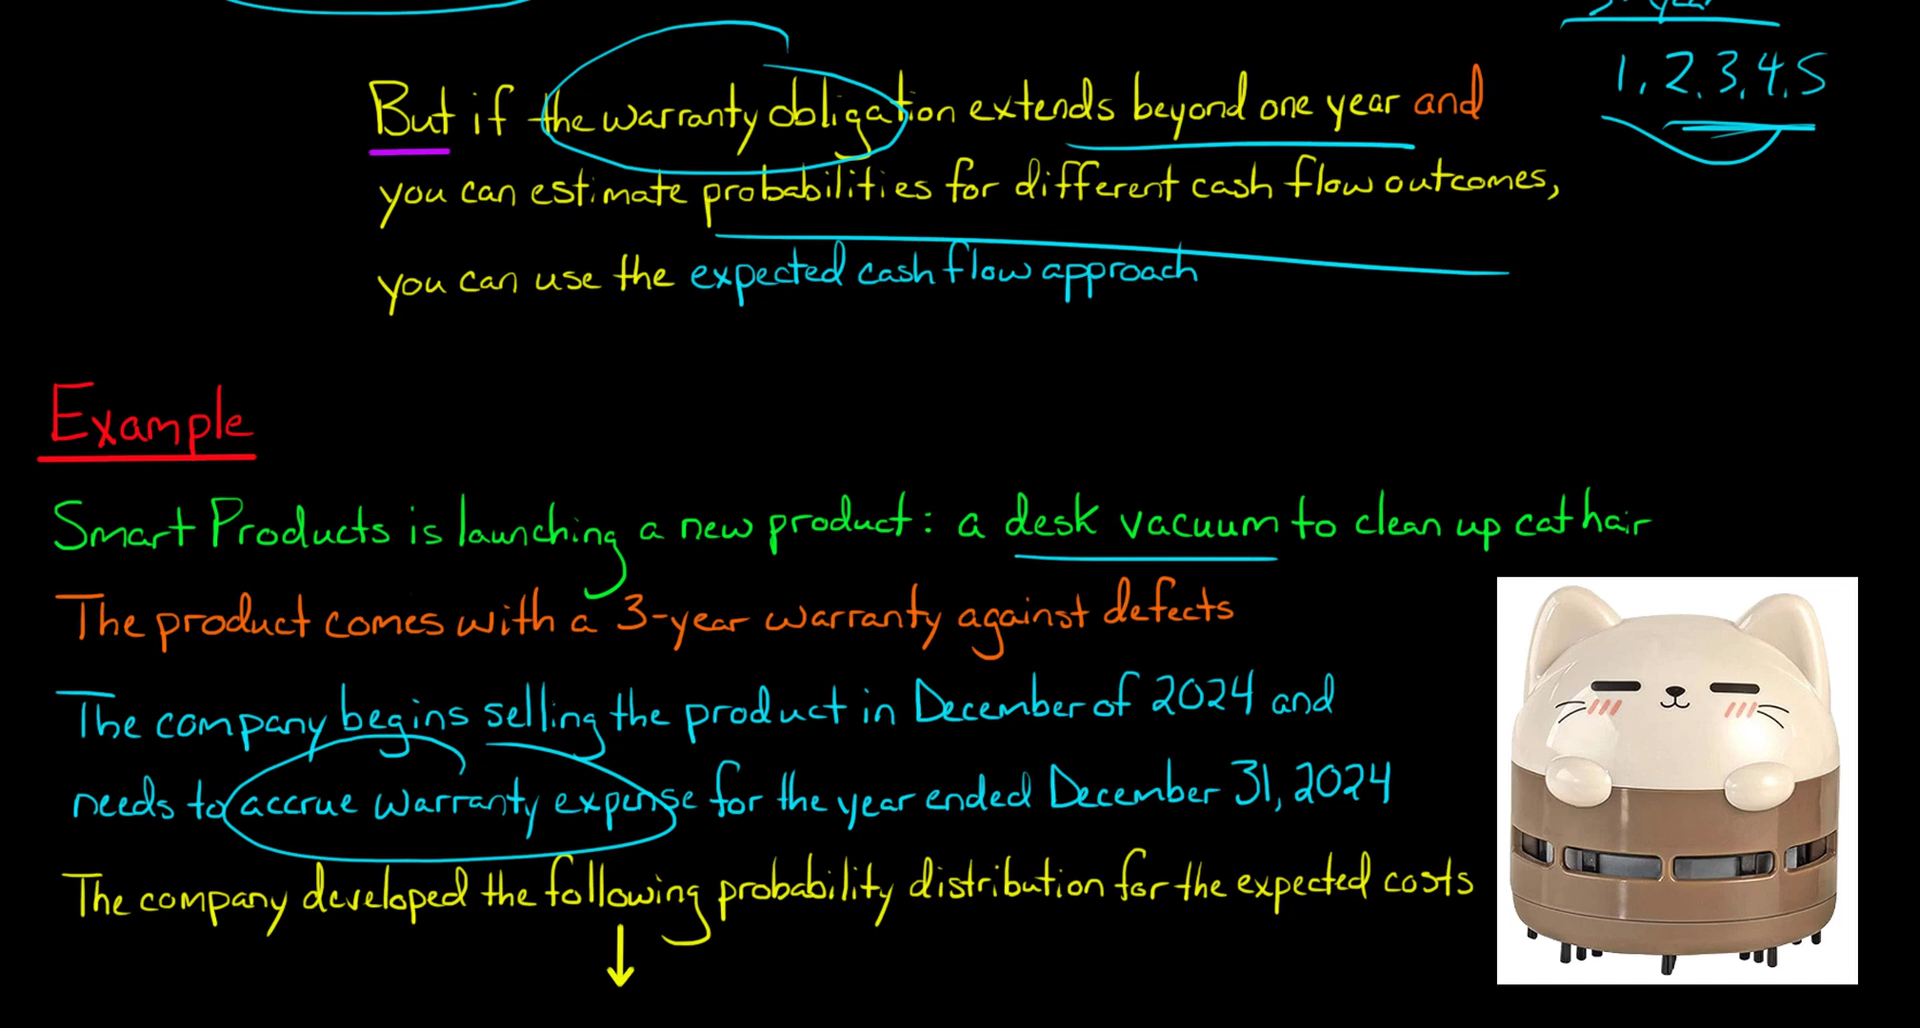 1, 2, 3, 4, 5
But if the warranty obligation extends beyond one year and
you can estimate probabilities for different cash flow outcomes,
you can use the expected cash flow approach
Example
Smart Products is launching a new product: a desk vacuum to clean up cat hair
The product comes with a 3-year warranty against defects
The company begins selling the product in December of 2024 and
needs to accrue warranty expense for the year ended December 31, 2024
The company developed the following probability distribution for the expected costs